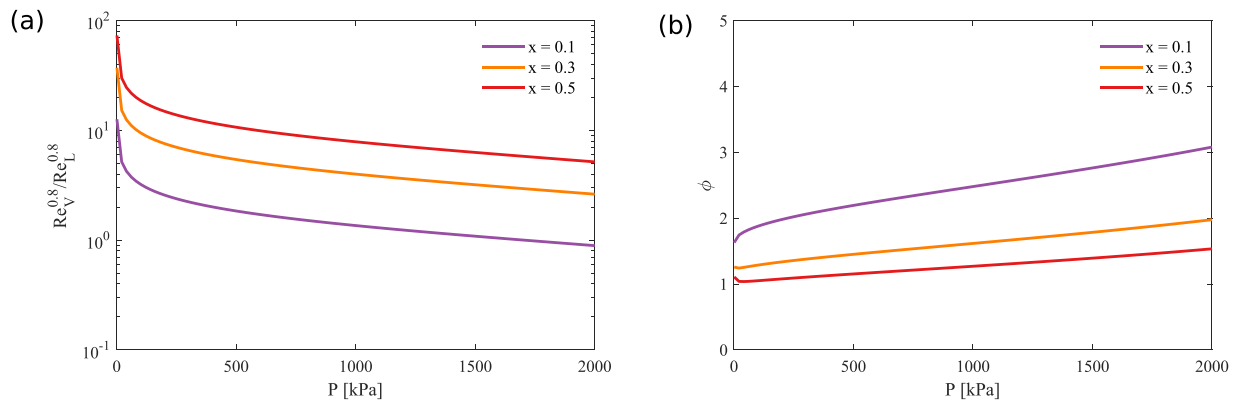 (a)
10^2
10^1
10^0
10^-1
Re_V^0.8/Re_L^0.8
x = 0.1
x = 0.3
x = 0.5
0 500 1000 1500 2000
P [kPa]
(b)
5
4
3
2
1
0
ϕ
x = 0.1
x = 0.3
x = 0.5
0 500 1000 1500 2000
P [kPa]